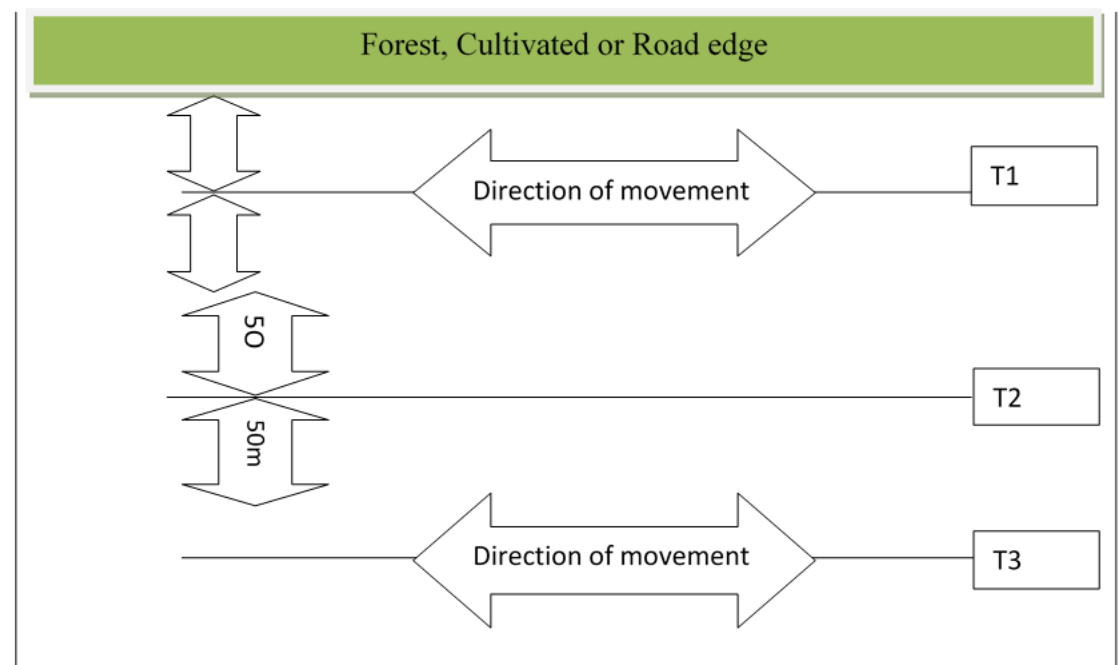 Forest, Cultivated or Road edge
Direction of movement
T1
5O
T2
50m
Direction of movement
T3